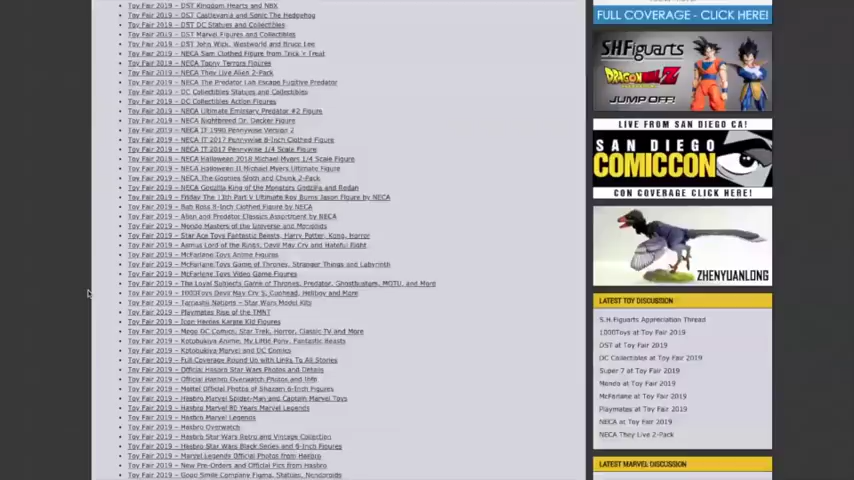 Toy Fair 2019 – DST Kingdom Hearts and NBX
Toy Fair 2019 – DST Castlevania and Sonic The Hedgehog
Toy Fair 2019 – DST DC Statues and Collectibles
Toy Fair 2019 – DST Marvel Figures and Collectibles
Toy Fair 2019 – DST John Wick, Westworld and Bruce Lee
Toy Fair 2019 – NECA Sam Clothed Figure from Trick 'r Treat
Toy Fair 2019 – NECA Toony Terrors Figures
Toy Fair 2019 – NECA They Live Alien 2-Pack
Toy Fair 2019 – NECA The Predator Lab Escape Fugitive Predator
Toy Fair 2019 – DC Collectibles Statues and Collectibles
Toy Fair 2019 – DC Collectibles Action Figures
Toy Fair 2019 – NECA Ultimate Emissary Predator #2 Figure
Toy Fair 2019 – NECA Nightbreed Dr. Decker Figure
Toy Fair 2019 – NECA IT 1990 Pennywise Version 2
Toy Fair 2019 – NECA IT 2017 Pennywise 8-Inch Clothed Figure
Toy Fair 2019 – NECA IT 2017 Pennywise 1/4 Scale Figure
Toy Fair 2019 – NECA Halloween 2018 Michael Myers 1/4 Scale Figure
Toy Fair 2019 – NECA Halloween II Michael Myers Ultimate Figure
Toy Fair 2019 – NECA The Goonies Sloth and Chunk 2-Pack
Toy Fair 2019 – NECA Godzilla King of the Monsters Godzilla and Rodan
Toy Fair 2019 – Friday The 13th Part V Ultimate Roy Burns Jason Figure by NECA
Toy Fair 2019 – Bob Ross 8-Inch Clothed Figure by NECA
Toy Fair 2019 – Alien and Predator Classics Assortment by NECA
Toy Fair 2019 – Mondo Masters of the Universe and Mecoloids
Toy Fair 2019 – Star Ace Toys Fantastic Beasts, Harry Potter, Kong, Horror
Toy Fair 2019 – Asmus Lord of the Rings, Devil May Cry and Hateful Eight
Toy Fair 2019 – McFarlane Toys Anime Figures
Toy Fair 2019 – McFarlane Toys Game of Thrones, Stranger Things and Labyrinth
Toy Fair 2019 – McFarlane Toys Video Game Figures
Toy Fair 2019 – The Loyal Subjects Game of Thrones, Predator, Ghostbusters, MOTU, and More
Toy Fair 2019 – 1000Toys Devil May Cry 5, Cuphead, Hellboy and More
Toy Fair 2019 – Tamashii Nations – Star Wars Model Kits
Toy Fair 2019 – Playmates Rise of the TMNT
Toy Fair 2019 – Icon Heroes Karate Kid Figures
Toy Fair 2019 – Mego DC Comics, Star Trek, Horror, Classic TV and More
Toy Fair 2019 – Kotobukiya Anime, My Little Pony, Fantastic Beasts
Toy Fair 2019 – Kotobukiya Marvel and DC Comics
Toy Fair 2019 – Full Coverage Round Up with Links To All Stories
Toy Fair 2019 – Official Hasbro Star Wars Photos and Details
Toy Fair 2019 – Official Hasbro Overwatch Photos and Info
Toy Fair 2019 – Mattel Official Photos of Shazam 6-Inch Figures
Toy Fair 2019 – Hasbro Marvel Spider-Man and Captain Marvel Toys
Toy Fair 2019 – Hasbro Marvel 80 Years Marvel Legends
Toy Fair 2019 – Hasbro Marvel Legends
Toy Fair 2019 – Hasbro Overwatch
Toy Fair 2019 – Hasbro Star Wars Retro and Vintage Collection
Toy Fair 2019 – Hasbro Star Wars Black Series and 6-Inch Figures
Toy Fair 2019 – Marvel Legends Official Photos from Hasbro
Toy Fair 2019 – New Pre-Orders and Official Pics from Hasbro
Toy Fair 2019 – Good Smile Company Figma, Statues, Nendoroids
FULL COVERAGE - CLICK HERE!
SHFiguarts
DRAGONBALL Z
JUMP OFF!
LIVE FROM SAN DIEGO CA!
SAN DIEGO
COMICCON
CON COVERAGE CLICK HERE!
ZHENYUANLONG
LATEST TOY DISCUSSION
S.H.Figuarts Appreciation Thread
1000Toys at Toy Fair 2019
DST at Toy Fair 2019
DC Collectibles at Toy Fair 2019
Super 7 at Toy Fair 2019
Mondo at Toy Fair 2019
McFarlane at Toy Fair 2019
Playmates at Toy Fair 2019
NECA at Toy Fair 2019
NECA They Live 2-Pack
LATEST MARVEL DISCUSSION